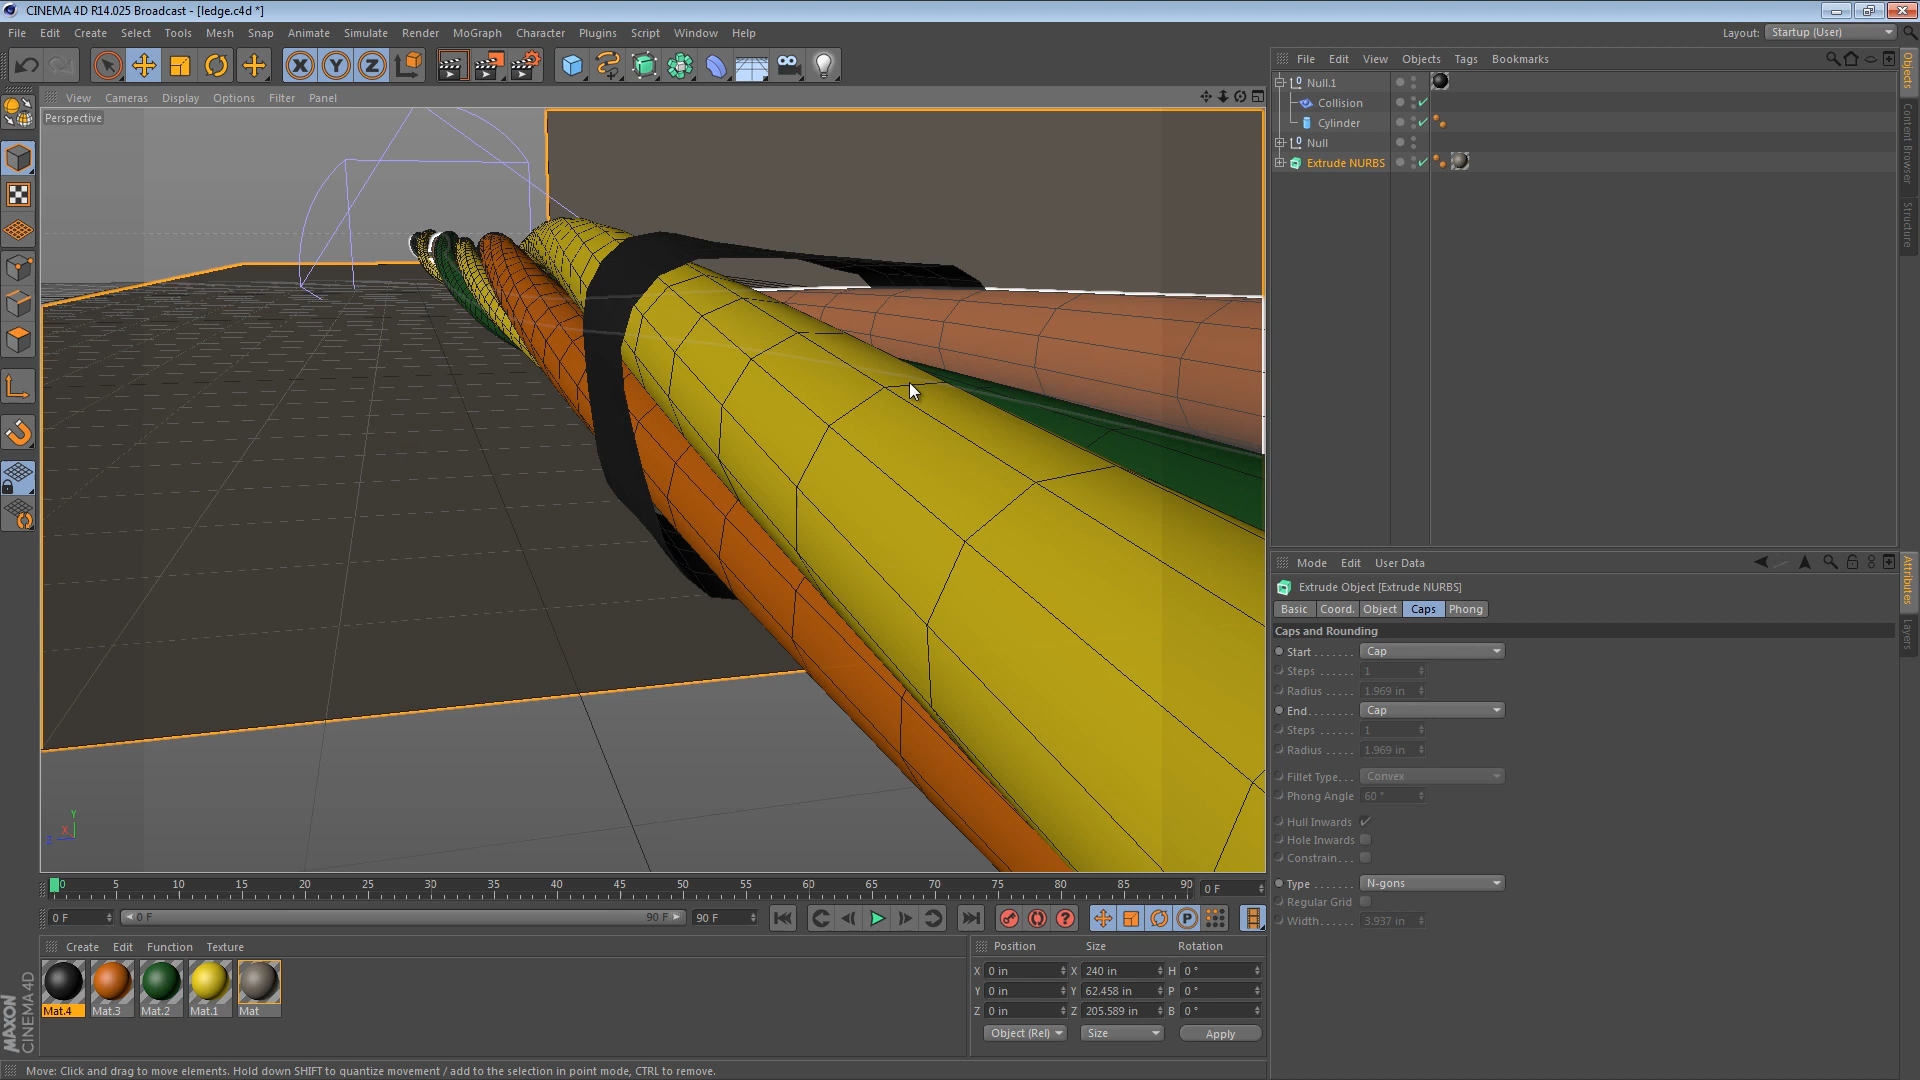 CINEMA 4D R14.025 Broadcast - [ledge.c4d *]
File Edit Create Select Tools Mesh Snap Animate Simulate Render MoGraph Character Plugins Script Window Help
Layout: Startup (User)
X Y Z
View Cameras Display Options Filter Panel
Perspective
File Edit View Objects Tags Bookmarks
Null.1
Collision
Cylinder
Null
Extrude NURBS
Objects
Content Browser
Structure
Mode Edit User Data
Extrude Object [Extrude NURBS]
Basic Coord. Object Caps Phong
Caps and Rounding
Start . . . . . . . Cap
Steps 1
Radius . . . . . 1.969 in
End. . . . . . . . Cap
Steps 1
Radius . . . . . 1.969 in
Fillet Type. . . Convex
Phong Angle 60 °
Hull Inwards
Hole Inwards
Constrain. . .
Type . . . . . . . N-gons
Regular Grid
Width. . . . . . 3.937 in
Attributes
Layers
Y
X
Z
0 5 10 15 20 25 30 35 40 45 50 55 60 65 70 75 80 85 90 0 F
0 F 0 F 90 F 90 F
P
Create Edit Function Texture
Mat.4 Mat.3 Mat.2 Mat.1 Mat
Position Size Rotation
X 0 in X 240 in H 0 °
Y 0 in Y 62.458 in P 0 °
Z 0 in Z 205.589 in B 0 °
Object (Rel) Size Apply
MAXON
CINEMA 4D
Move: Click and drag to move elements. Hold down SHIFT to quantize movement / add to the selection in point mode, CTRL to remove.